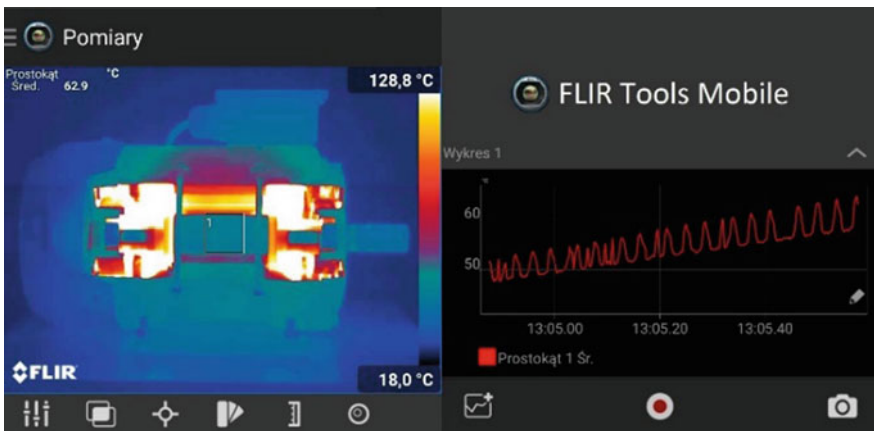 Pomiary
Prostokąt °C
Śred. 62.9
128,8 °C
1
FLIR
18,0 °C
FLIR Tools Mobile
Wykres 1
60
50
13:05.00 13:05.20 13:05.40
Prostokąt 1 Śr.